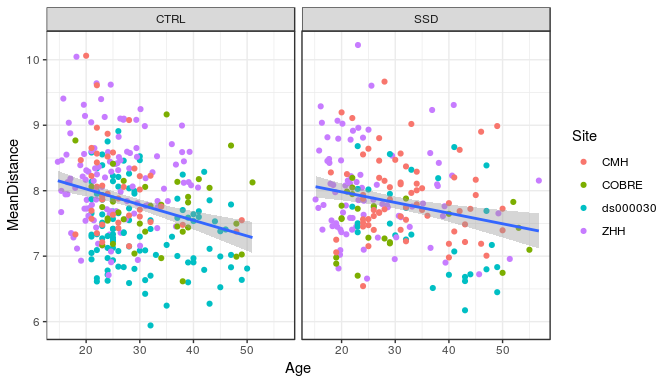 CTRL
SSD
MeanDistance
10
9
8
7
6
20
30
40
50
20
30
40
50
Age
Site
CMH
COBRE
ds000030
ZHH